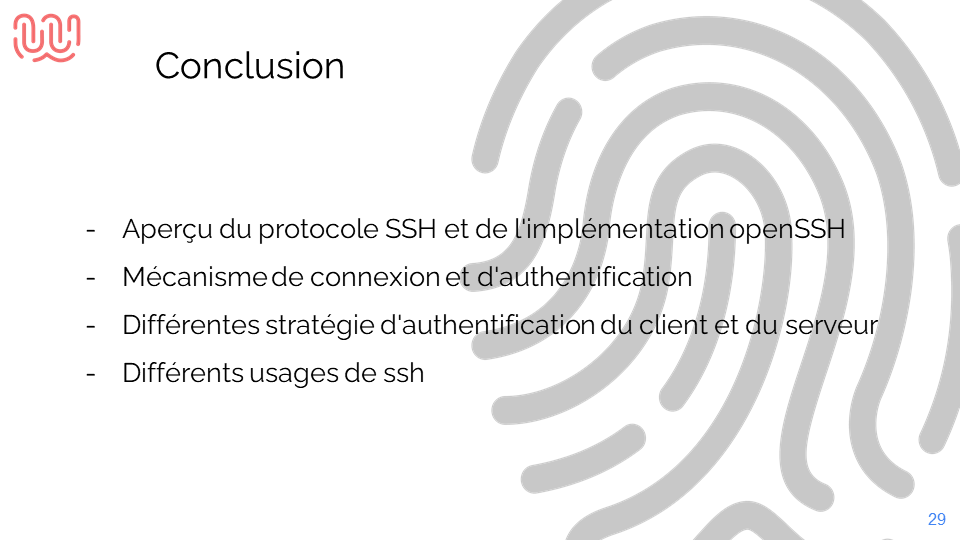 Conclusion
- Aperçu du protocole SSH et de l'implémentation openSSH
- Mécanisme de connexion et d'authentification
- Différentes stratégie d'authentification du client et du serveur
- Différents usages de ssh
29